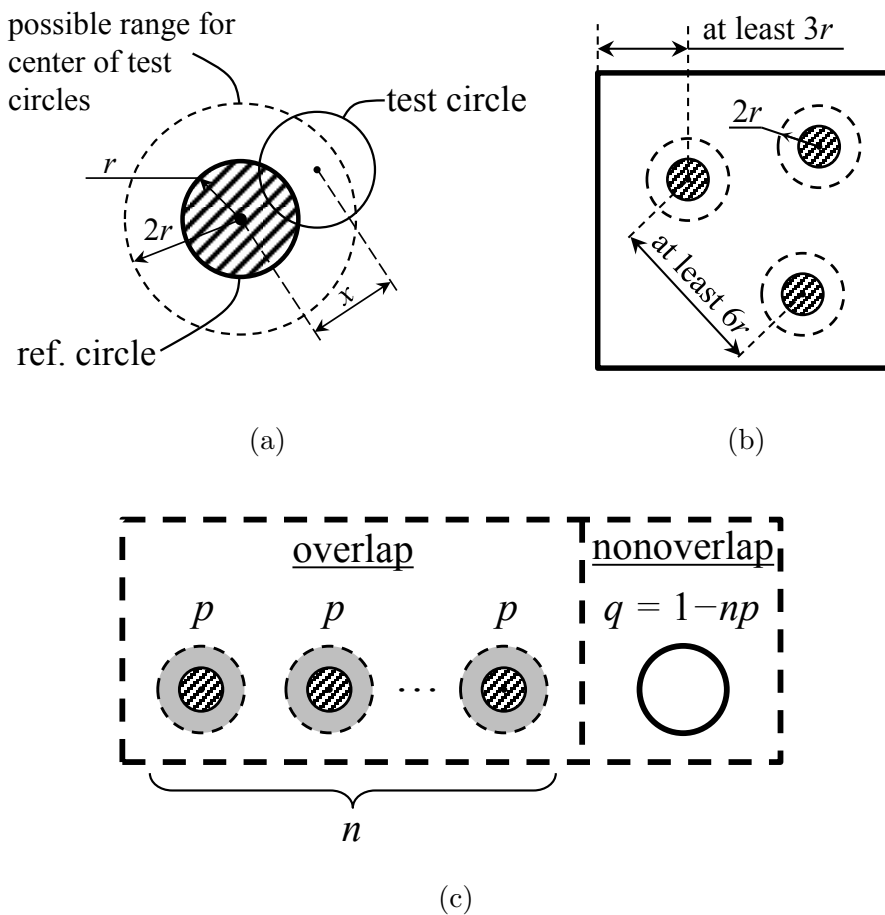 possible range for
center of test
circles
test circle
r
2r
x
ref. circle
(a)
at least 3r
2r
at least 6r
(b)
overlap
nonoverlap
p p p
q = 1−np
...
n
(c)